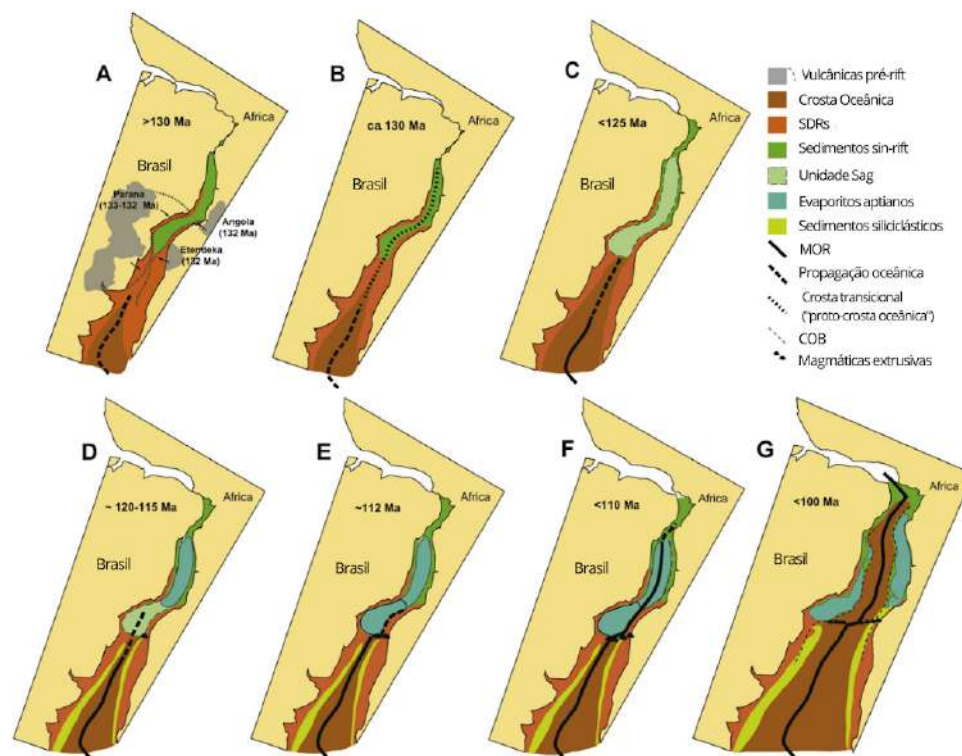 A
>130 Ma
Africa
Brasil
Parana
(133-132 Ma)
Angola
(132 Ma)
Etendeka
(132 Ma)
B
ca. 130 Ma
Africa
Brasil
C
<125 Ma
Africa
Brasil
Vulcânicas pré-rift
Crosta Oceânica
SDRs
Sedimentos sin-rift
Unidade Sag
Evaporitos aptianos
Sedimentos siliciclásticos
MOR
Propagação oceânica
Crosta transicional
("proto-crosta oceânica")
COB
Magmáticas extrusivas
D
~ 120-115 Ma
Africa
Brasil
E
~112 Ma
Africa
Brasil
F
<110 Ma
Africa
Brasil
G
<100 Ma
Africa
Brasil